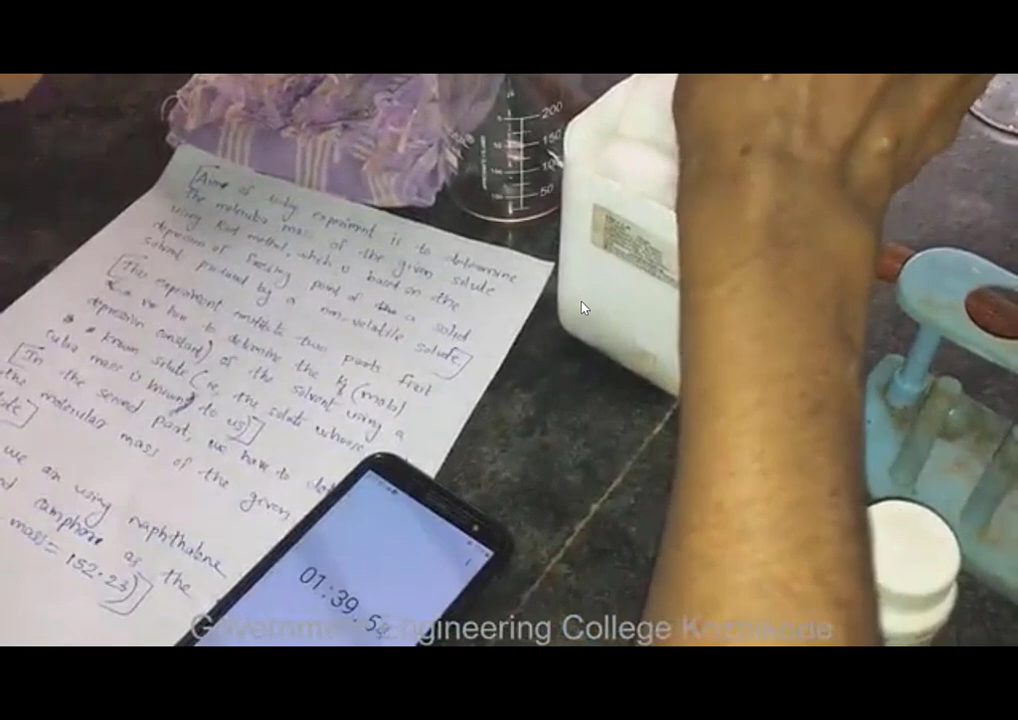 [Aim of this experiment is to determine
the molecular mass of the given solute
using Rast method, which is based on the
depression of freezing point of a solid
solvent produced by a non-volatile solute]
[This experiment two parts first
we have to determine the Kf (molal
depression constant) of the solvent using a
known solute (ie, the solute whose
mass is known to us)]
[In the second part, we have to
the molecular mass of the given
we are using naphthalene
camphor as the
mass = 152.23)]
200
150
100
50
01:39.5
Government Engineering College Kozhikode